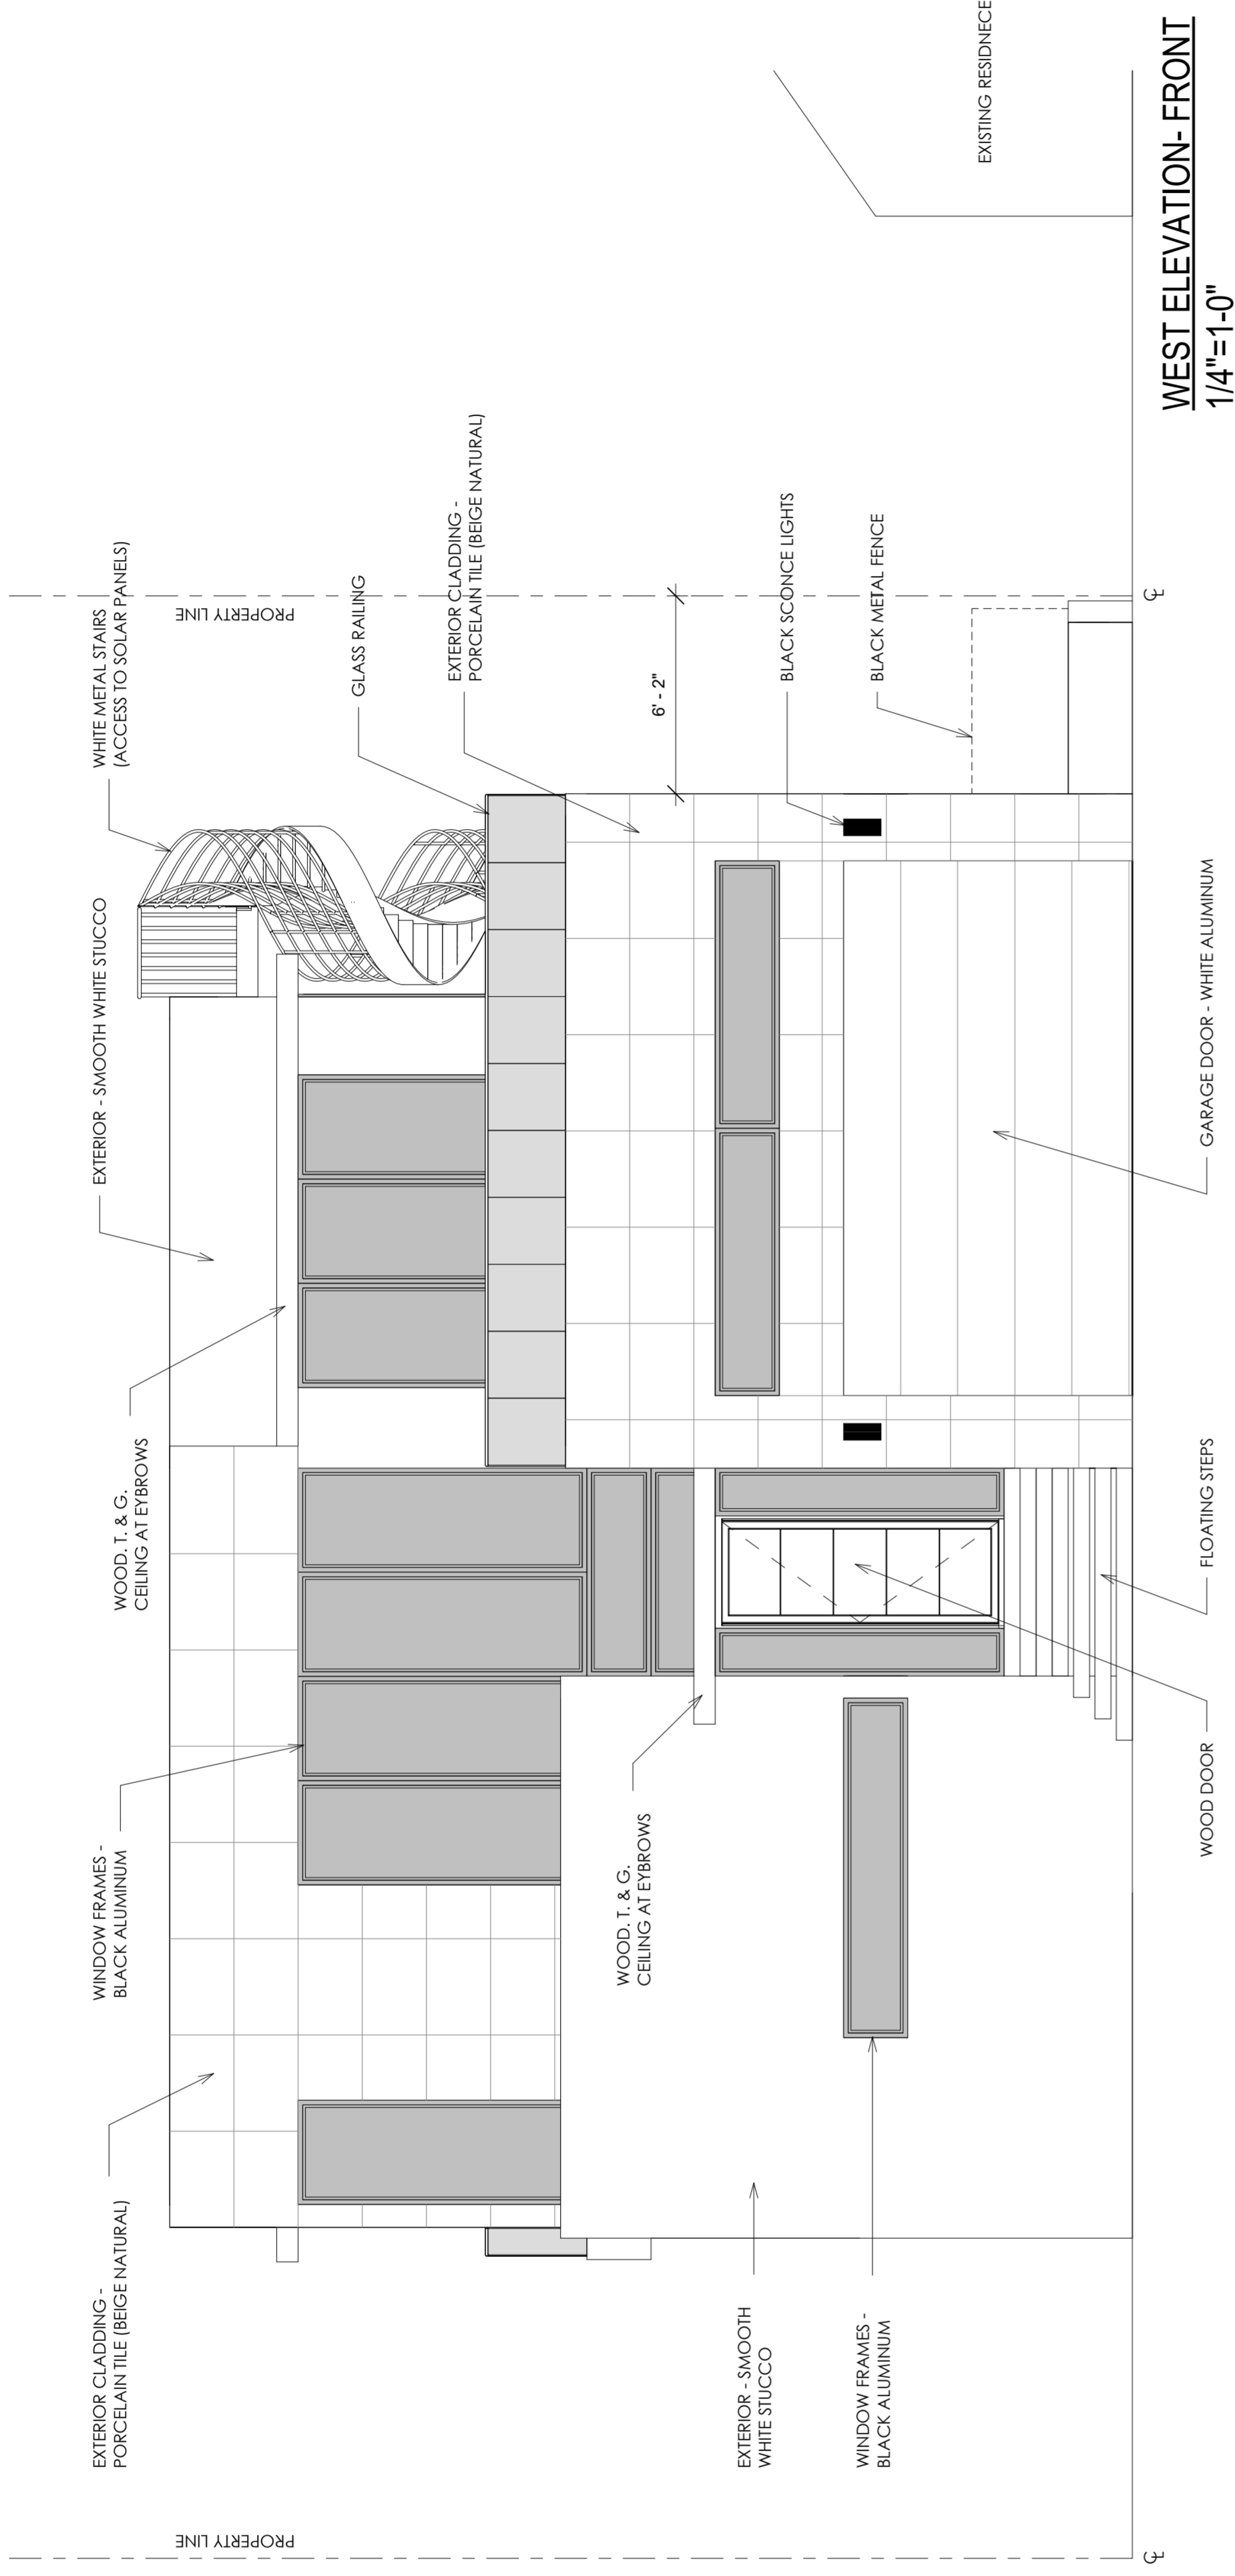 EXTERIOR CLADDING -
PORCELAIN TILE (BEIGE NATURAL)
WINDOW FRAMES -
BLACK ALUMINUM
WOOD. T. & G.
CEILING AT EYBROWS
EXTERIOR - SMOOTH WHITE STUCCO
WHITE METAL STAIRS
(ACCESS TO SOLAR PANELS)
PROPERTY LINE
PROPERTY LINE
GLASS RAILING
EXTERIOR CLADDING -
PORCELAIN TILE (BEIGE NATURAL)
6' - 2"
WOOD. T. & G.
CEILING AT EYBROWS
EXTERIOR - SMOOTH
WHITE STUCCO
WINDOW FRAMES -
BLACK ALUMINUM
BLACK SCONCE LIGHTS
BLACK METAL FENCE
EXISTING RESIDNECE
WOOD DOOR
FLOATING STEPS
GARAGE DOOR - WHITE ALUMINUM
℄
℄
WEST ELEVATION- FRONT
1/4"=1-0"